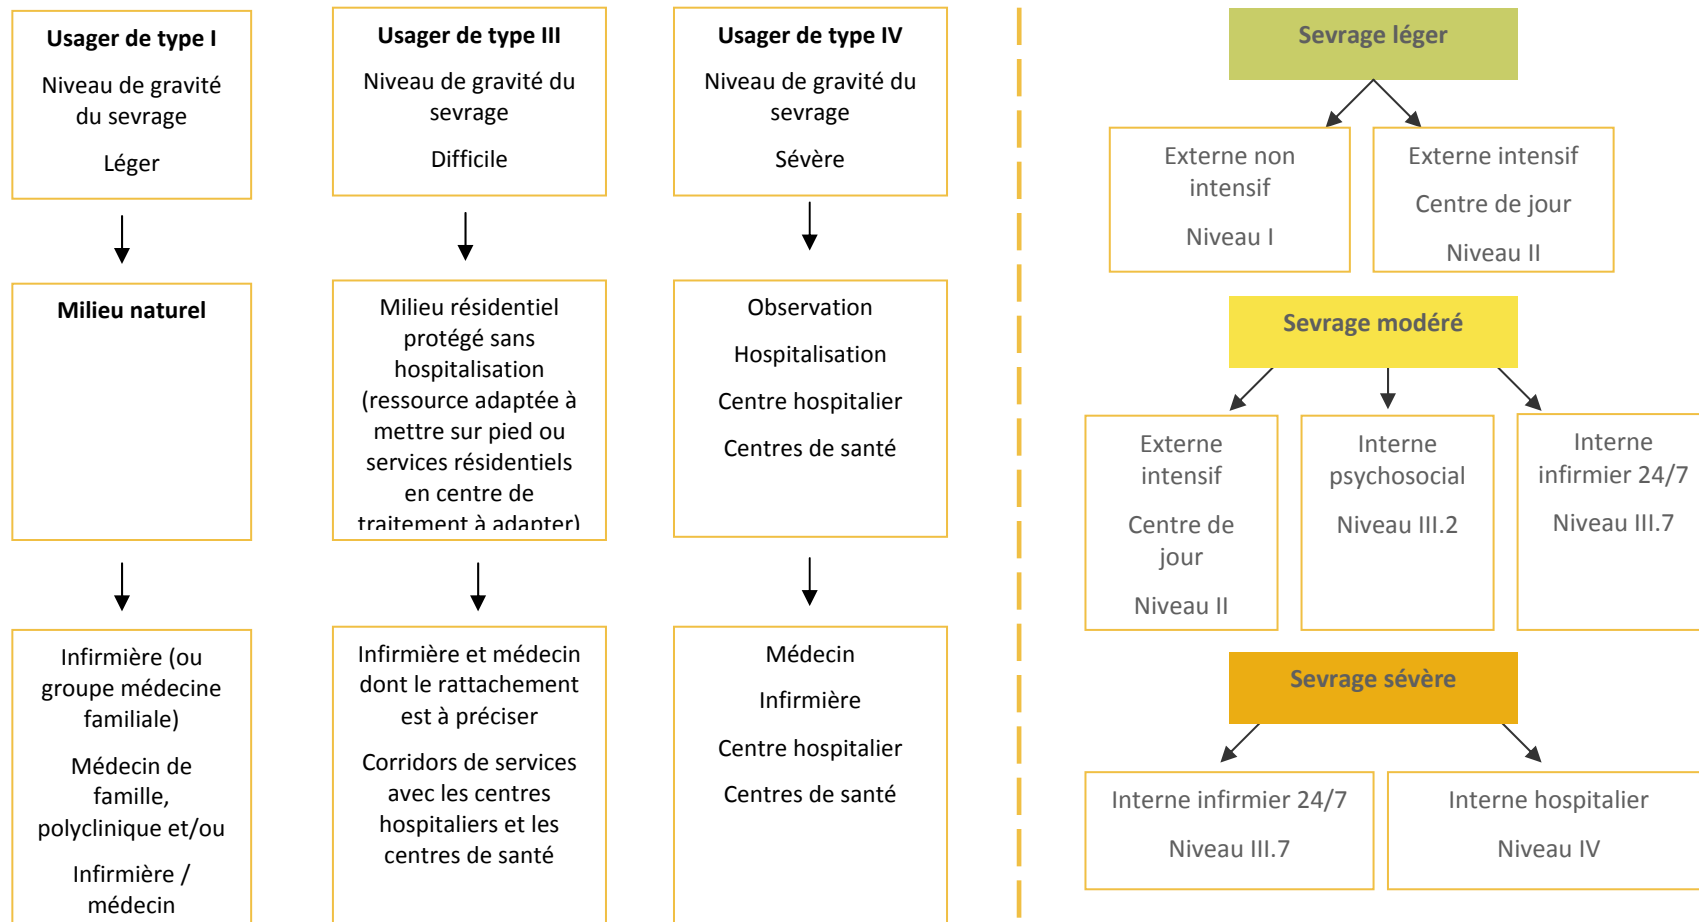 Usager de type I
Niveau de gravité
du sevrage
Léger
Milieu naturel
Infirmière (ou
groupe médecine
familiale)
Médecin de
famille,
polyclinique et/ou
Infirmière /
médecin
Usager de type III
Niveau de gravité du
sevrage
Difficile
Milieu résidentiel
protégé sans
hospitalisation
(ressource adaptée à
mettre sur pied ou
services résidentiels
en centre de
traitement à adapter)
Infirmière et médecin
dont le rattachement
est à préciser
Corridors de services
avec les centres
hospitaliers et les
centres de santé
Usager de type IV
Niveau de gravité du
sevrage
Sévère
Observation
Hospitalisation
Centre hospitalier
Centres de santé
Médecin
Infirmière
Centre hospitalier
Centres de santé
Sevrage léger
Externe non
intensif
Niveau I
Externe intensif
Centre de jour
Niveau II
Sevrage modéré
Externe
intensif
Centre de
jour
Niveau II
Interne
psychosocial
Niveau III.2
Interne
infirmier 24/7
Niveau III.7
Sevrage sévère
Interne infirmier 24/7
Niveau III.7
Interne hospitalier
Niveau IV